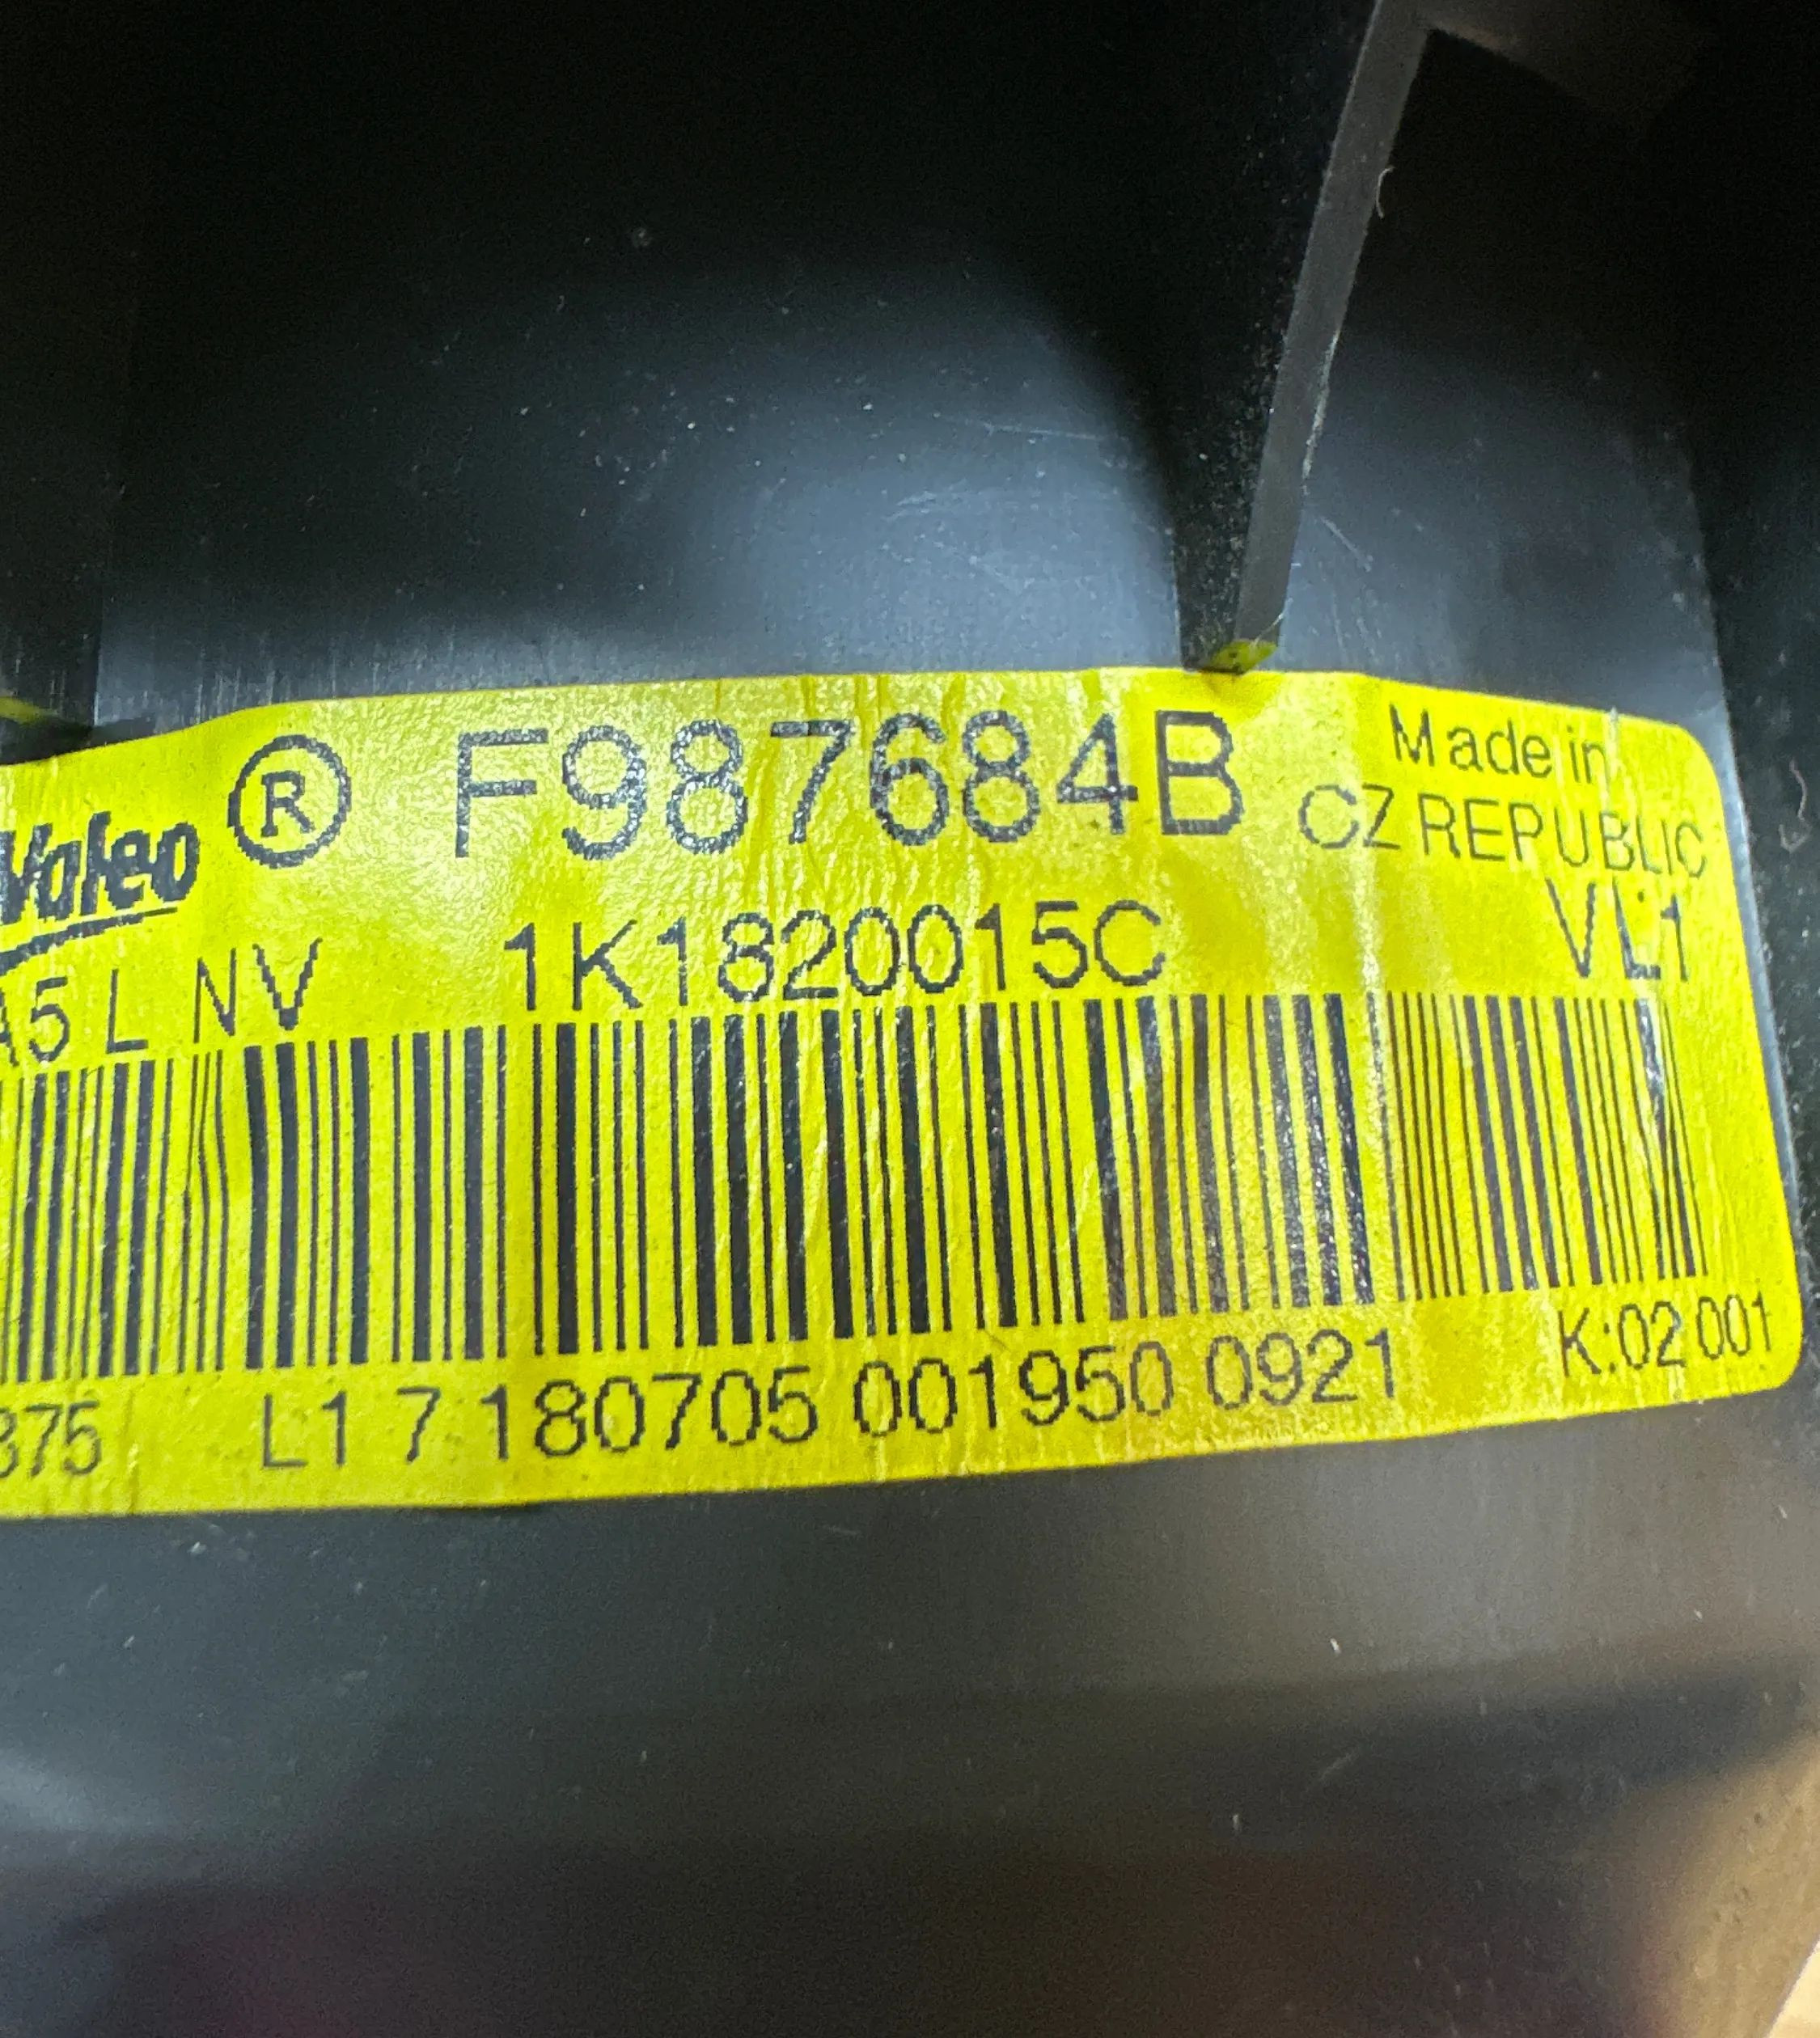 Valeo ® F987684B Made in
CZ REPUBLIC
A5 L NV 1K1820015C VL1
375 L1 7 180705 001950 0921 K:02 001